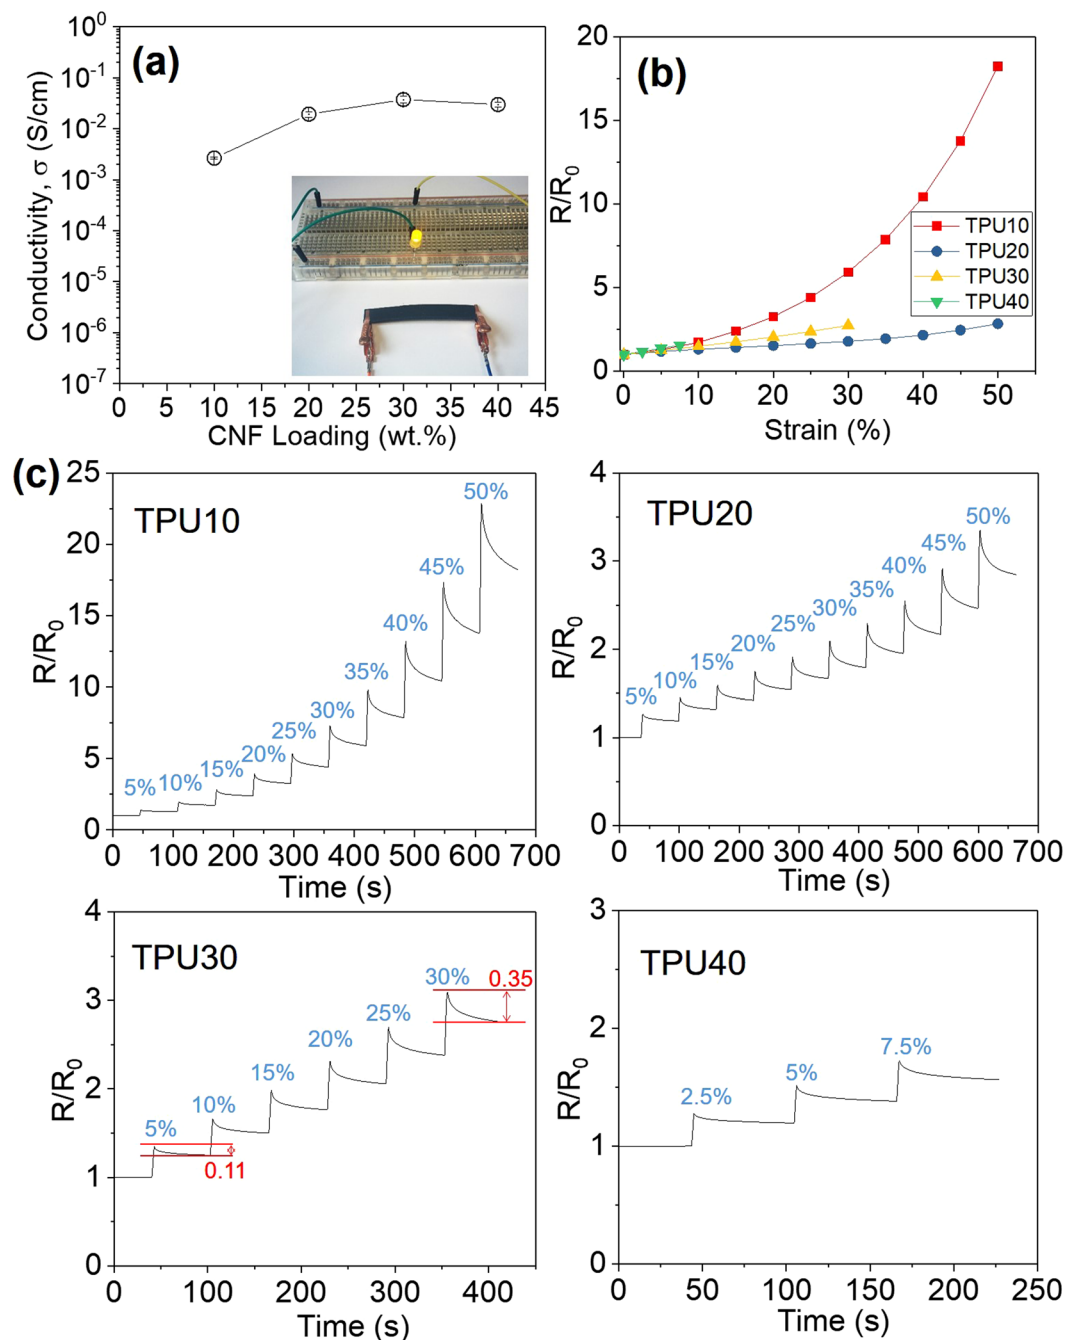 (a)
10⁰
10⁻¹
10⁻²
10⁻³
10⁻⁴
10⁻⁵
10⁻⁶
10⁻⁷
Conductivity, σ (S/cm)
0 5 10 15 20 25 30 35 40 45
CNF Loading (wt.%)
(b)
20
15
10
5
0
R/R₀
TPU10
TPU20
TPU30
TPU40
0 10 20 30 40 50
Strain (%)
(c)
TPU10
25
20
15
10
5
0
R/R₀
5% 10% 15% 20% 25% 30% 35% 40% 45% 50%
0 100 200 300 400 500 600 700
Time (s)
TPU20
4
3
2
1
0
R/R₀
5% 10% 15% 20% 25% 30% 35% 40% 45% 50%
0 100 200 300 400 500 600 700
Time (s)
TPU30
4
3
2
1
0
R/R₀
5% 10% 15% 20% 25% 30%
0.11
0.35
0 100 200 300 400
Time (s)
TPU40
3
2
1
0
R/R₀
2.5% 5% 7.5%
0 50 100 150 200 250
Time (s)